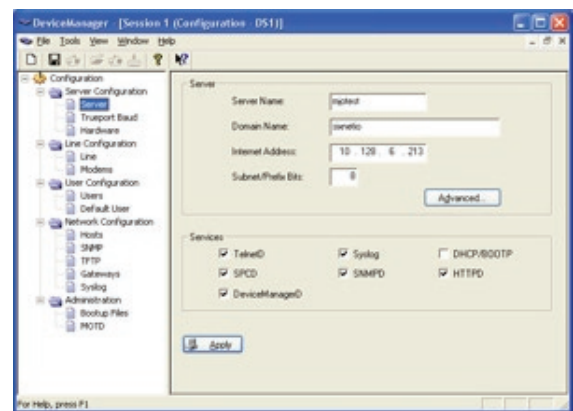 DeviceManager - [Session 1 (Configuration - DS1)]
File Tools View Window Help
Configuration
Server Configuration
Server
Trueport Baud
Hardware
Line Configuration
Line
Modems
User Configuration
Users
Default User
Network Configuration
Hosts
SNMP
TFTP
Gateways
Syslog
Administration
Bootup Files
MOTD
Server
Server Name:
Domain Name:
Internet Address: 10 . 128 . 6 . 213
Subnet/Prefix Bits: 8
Advanced...
Services
TelnetD Syslog DHCP/BOOTP
SPCD SNMPD HTTPD
DeviceManagerD
Apply
For Help, press F1